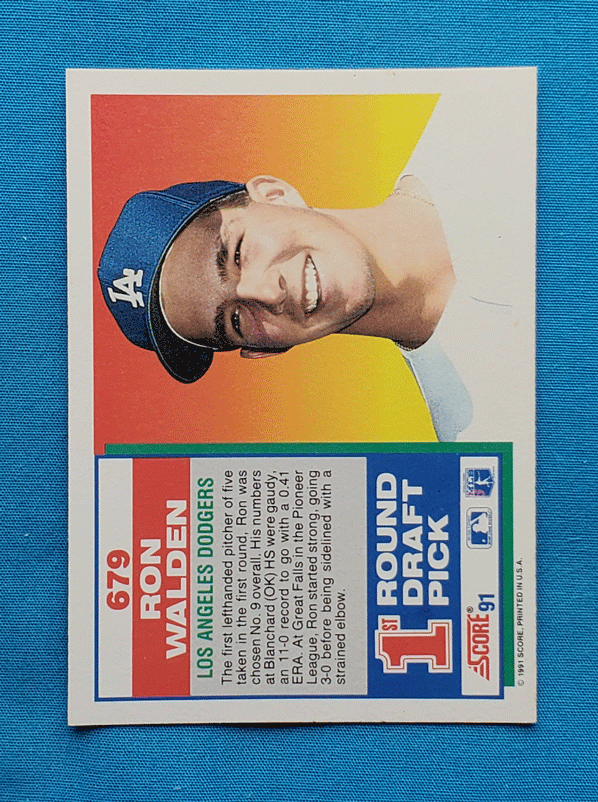 LA
679
RON
WALDEN
LOS ANGELES DODGERS
The first lefthanded pitcher of five
taken in the first round, Ron was
chosen No. 9 overall. His numbers
at Blanchard (OK) HS were gaudy,
an 11-0 record to go with a 0.41
ERA. At Great Falls in the Pioneer
League, Ron started strong, going
3-0 before being sidelined with a
strained elbow.
1ST ROUND
DRAFT
PICK
SCORE® 91
© 1991 SCORE, PRINTED IN U.S.A.